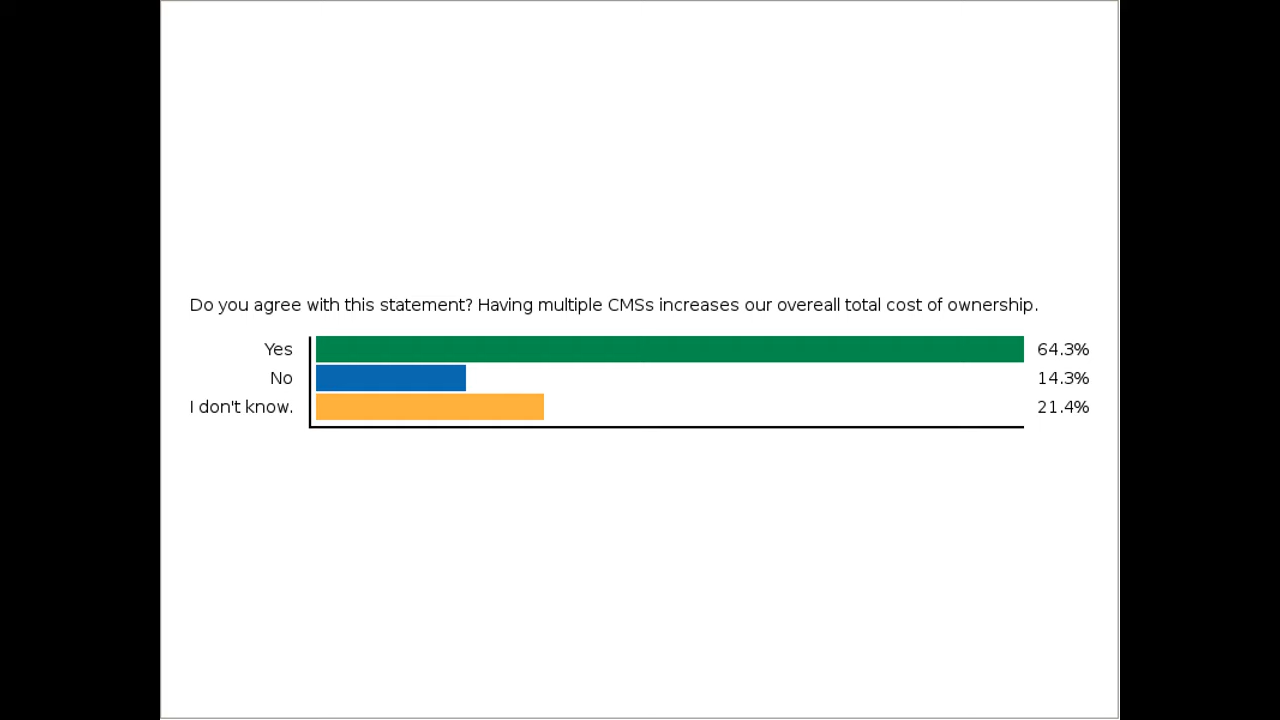 Do you agree with this statement? Having multiple CMSs increases our overeall total cost of ownership.
Yes 64.3%
No 14.3%
I don't know. 21.4%